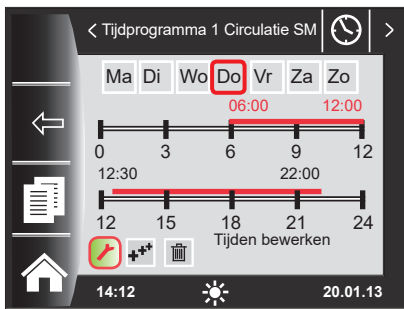 Tijdprogramma 1 Circulatie SM
Ma Di Wo Do Vr Za Zo
06:00 12:00
0 3 6 9 12
12:30 22:00
12 15 18 21 24
Tijden bewerken
14:12 20.01.13